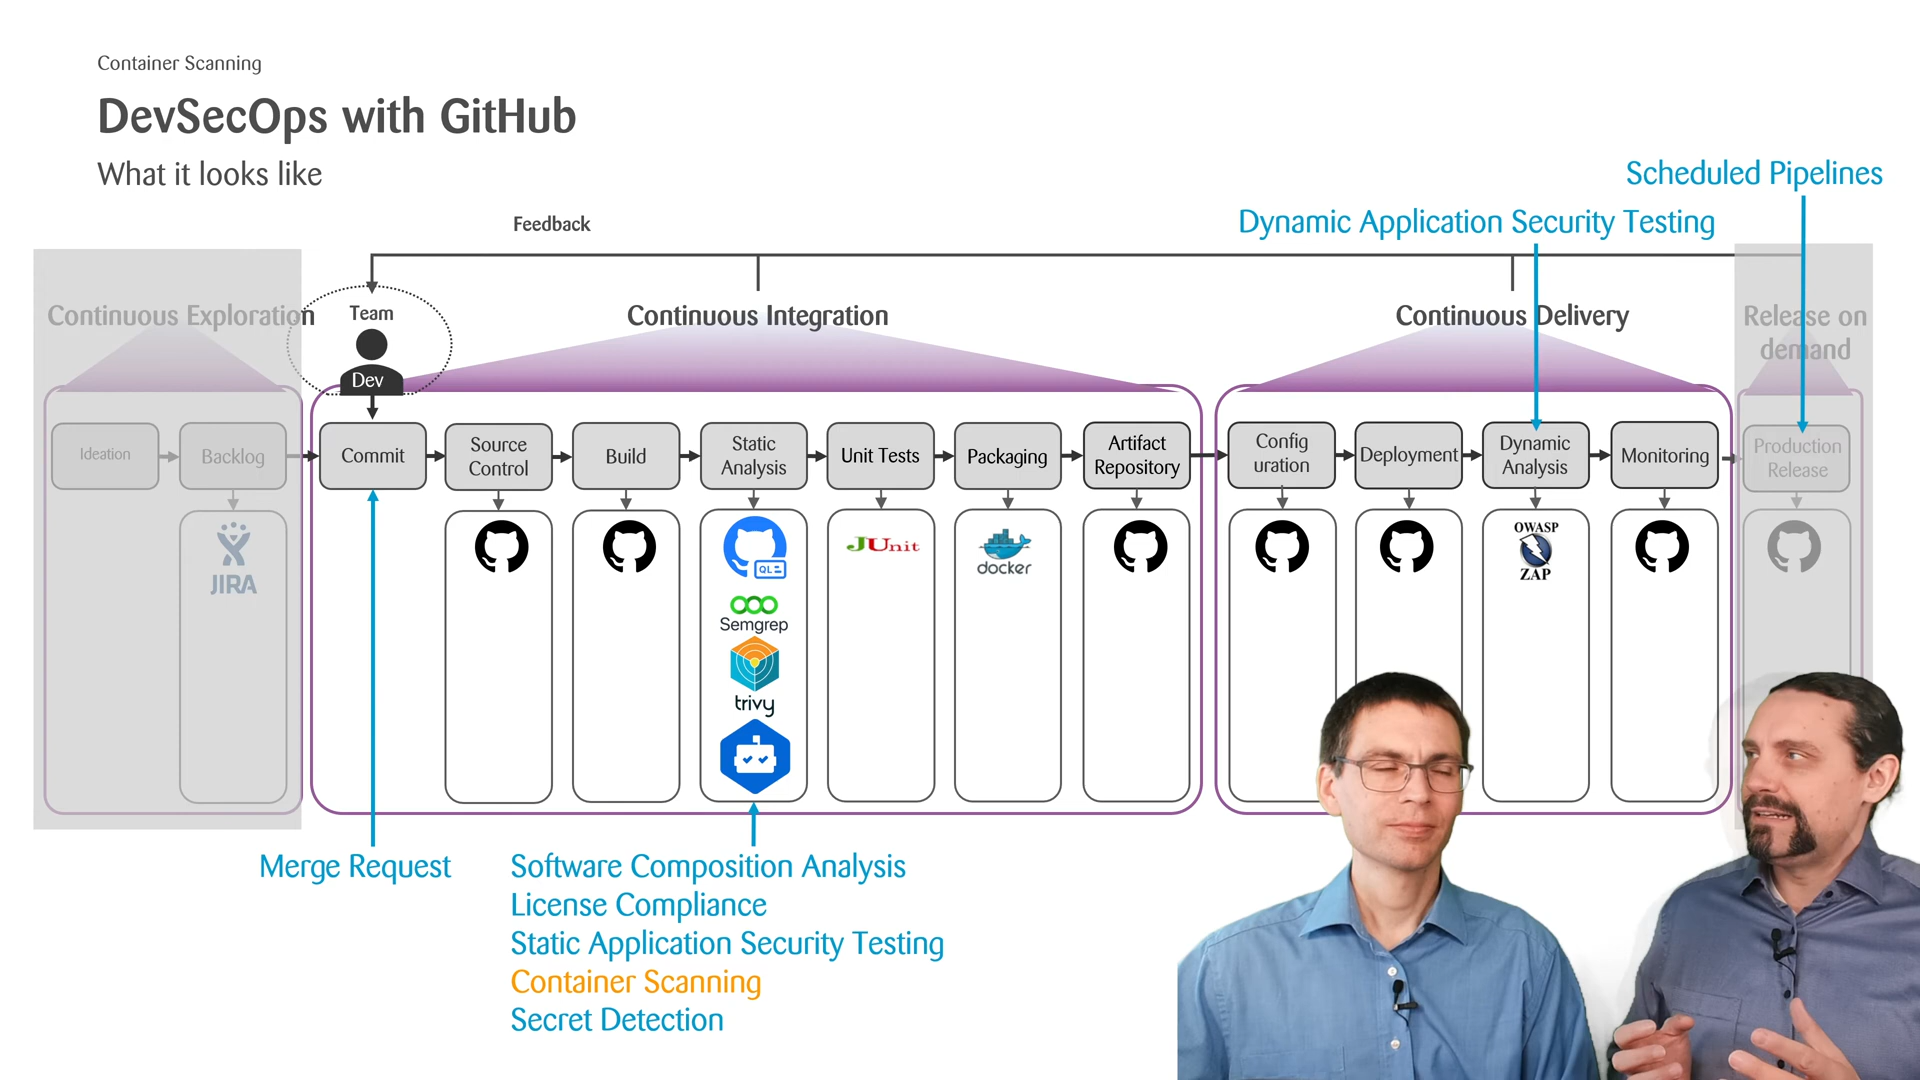 Container Scanning
DevSecOps with GitHub
What it looks like
Scheduled Pipelines
Feedback
Dynamic Application Security Testing
Continuous Exploration
Team
Continuous Integration
Continuous Delivery
Release on
demand
Dev
Ideation
Backlog
Commit
Source
Control
Build
Static
Analysis
Unit Tests
Packaging
Artifact
Repository
Config
uration
Deployment
Dynamic
Analysis
Monitoring
Production
Release
JIRA
QL
Semgrep
trivy
JUnit
docker
OWASP
ZAP
Merge Request
Software Composition Analysis
License Compliance
Static Application Security Testing
Container Scanning
Secret Detection